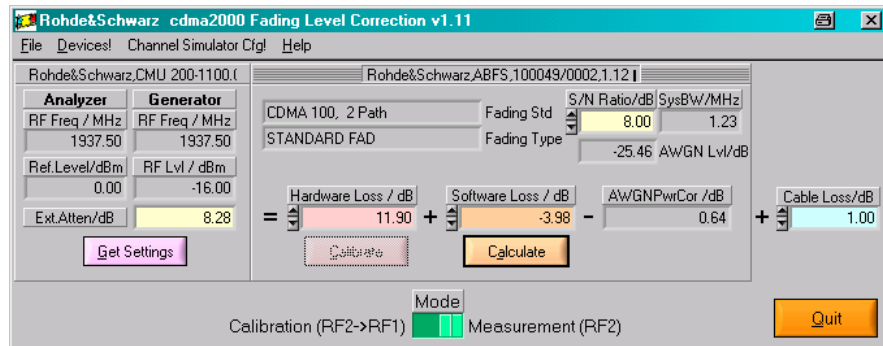 Rohde&Schwarz cdma2000 Fading Level Correction v1.11
File Devices! Channel Simulator Cfg! Help
Rohde&Schwarz,CMU 200-1100.(
Rohde&Schwarz,ABFS,100049/0002,1.12
Analyzer Generator
RF Freq / MHz RF Freq / MHz
1937.50 1937.50
Ref.Level/dBm RF Lvl / dBm
0.00 -16.00
Ext.Atten/dB 8.28
Get Settings
S/N Ratio/dB SysBW/MHz
CDMA 100, 2 Path Fading Std 8.00 1.23
STANDARD FAD Fading Type
-25.46 AWGN Lvl/dB
Hardware Loss / dB Software Loss / dB AWGNPwrCor /dB Cable Loss/dB
= 11.90 + -3.98 - 0.64 + 1.00
Calibrate Calculate
Mode
Calibration (RF2->RF1) Measurement (RF2)
Quit